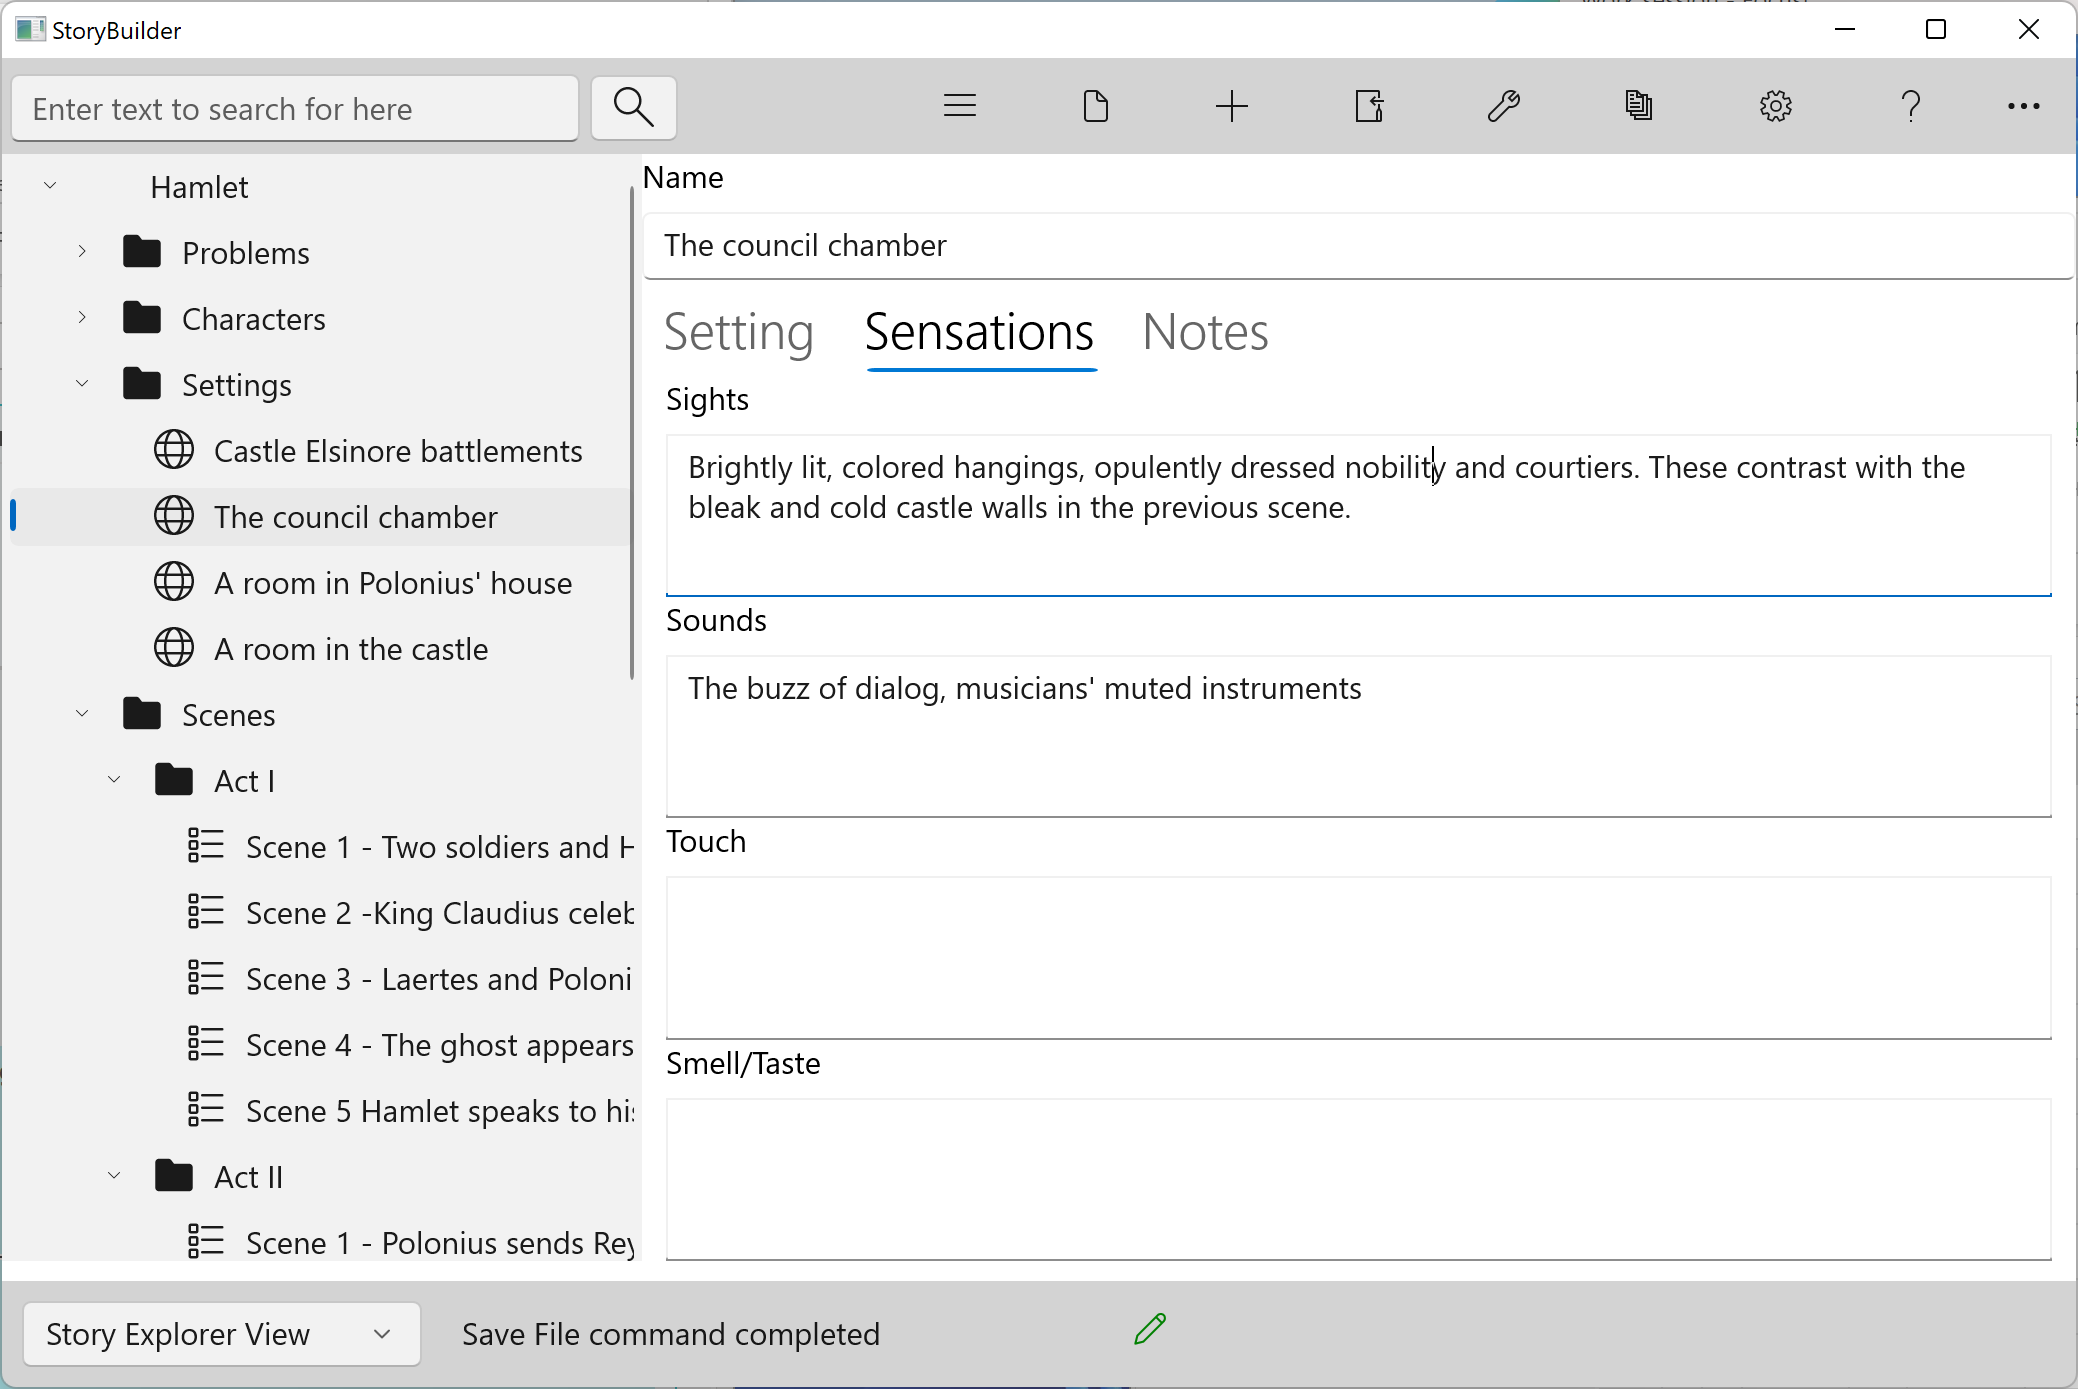 StoryBuilder
Enter text to search for here
Hamlet
Problems
Characters
Settings
Castle Elsinore battlements
The council chamber
A room in Polonius' house
A room in the castle
Scenes
Act I
Scene 1 - Two soldiers and
Scene 2 -King Claudius
Scene 3 - Laertes and
Scene 4 - The ghost appears
Scene 5 Hamlet speaks to
Act II
Scene 1 - Polonius sends
Name
The council chamber
Setting Sensations Notes
Sights
Brightly lit, colored hangings, opulently dressed nobility and courtiers. These contrast with the
bleak and cold castle walls in the previous scene.
Sounds
The buzz of dialog, musicians' muted instruments
Touch
Smell/Taste
Story Explorer View
Save File command completed